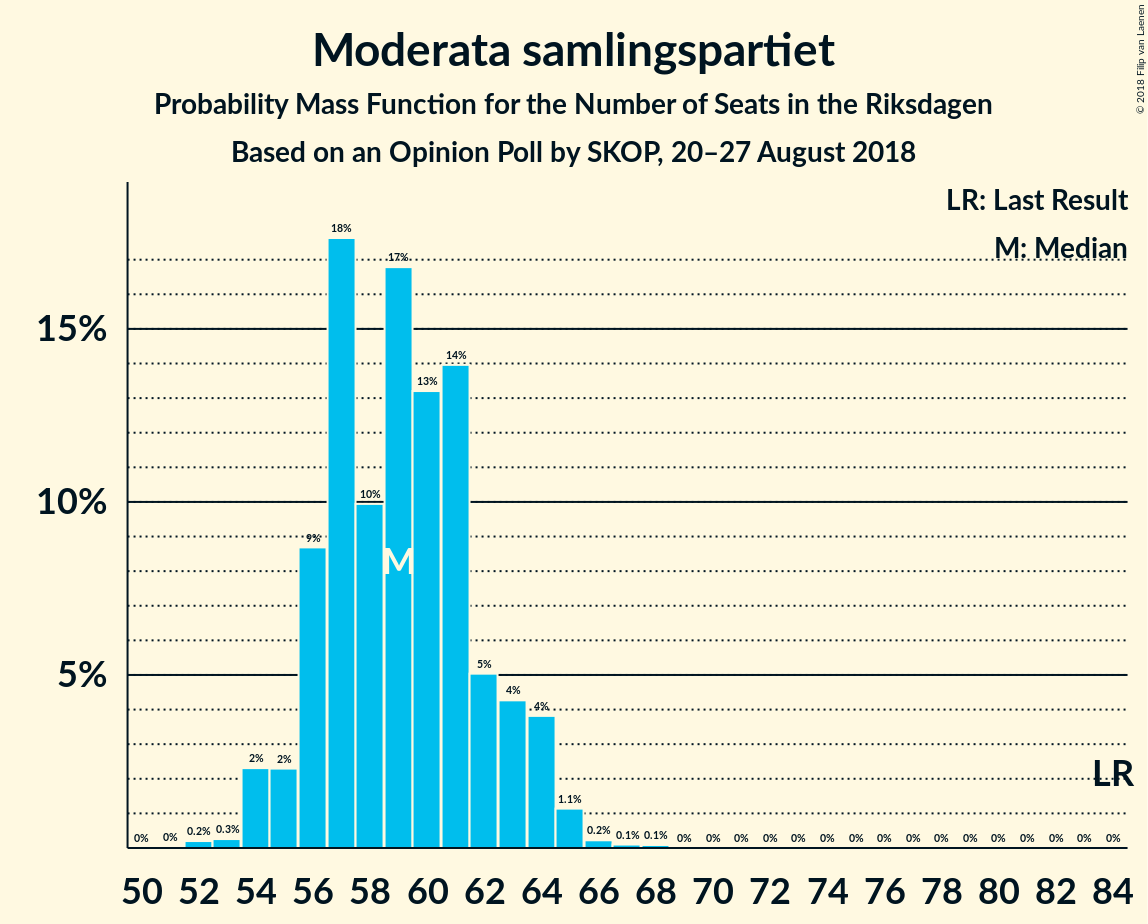 Moderata samlingspartiet
Probability Mass Function for the Number of Seats in the Riksdagen
Based on an Opinion Poll by SKOP, 20–27 August 2018
© 2018 Filip van Laenen
LR: Last Result
M: Median
15%
10%
5%
0% 0% 0.2% 0.3% 2% 2% 9% 18% 10% 17% 13% 14% 5% 4% 4% 1.1% 0.2% 0.1% 0.1% 0% 0% 0% 0% 0% 0% 0% 0% 0% 0% 0% 0% 0% 0% 0% 0%
M
LR
50 52 54 56 58 60 62 64 66 68 70 72 74 76 78 80 82 84